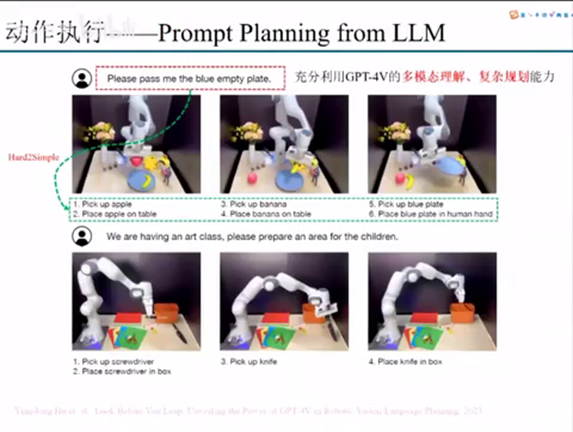 动作执行——Prompt Planning from LLM
Please pass me the blue empty plate.
充分利用GPT-4V的多模态理解、复杂规划能力
Hard2Simple
1. Pick up apple
2. Place apple on table
3. Pick up banana
4. Place banana on table
5. Pick up blue plate
6. Place blue plate in human hand
We are having an art class, please prepare an area for the children.
1. Pick up screwdriver
2. Place screwdriver in box
3. Pick up knife
4. Place knife in box
Look Before You Leap: Unveiling the Power of GPT-4V in Robotic Vision-Language Planning, 2023